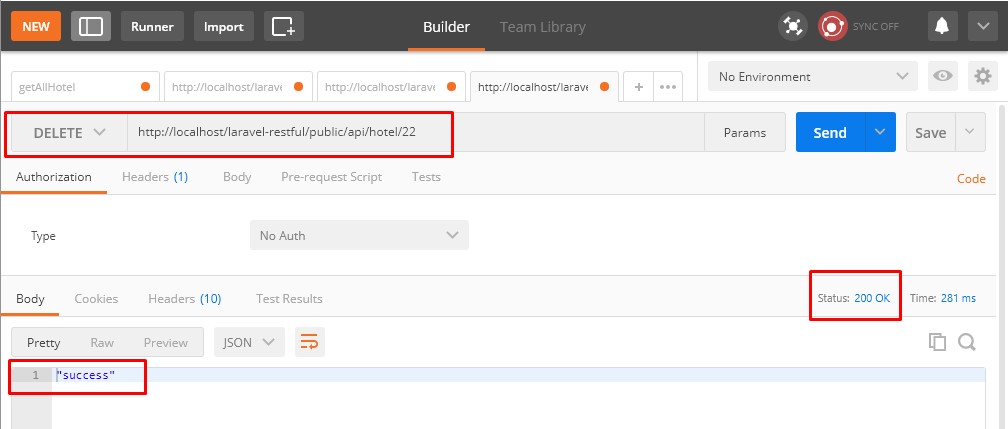 NEW Runner Import Builder Team Library SYNC OFF
getAllHotel http://localhost/larave http://localhost/larave http://localhost/larave + ••• No Environment
DELETE http://localhost/laravel-restful/public/api/hotel/22 Params Send Save
Authorization Headers (1) Body Pre-request Script Tests Code
Type No Auth
Body Cookies Headers (10) Test Results Status: 200 OK Time: 281 ms
Pretty Raw Preview JSON
1 "success"